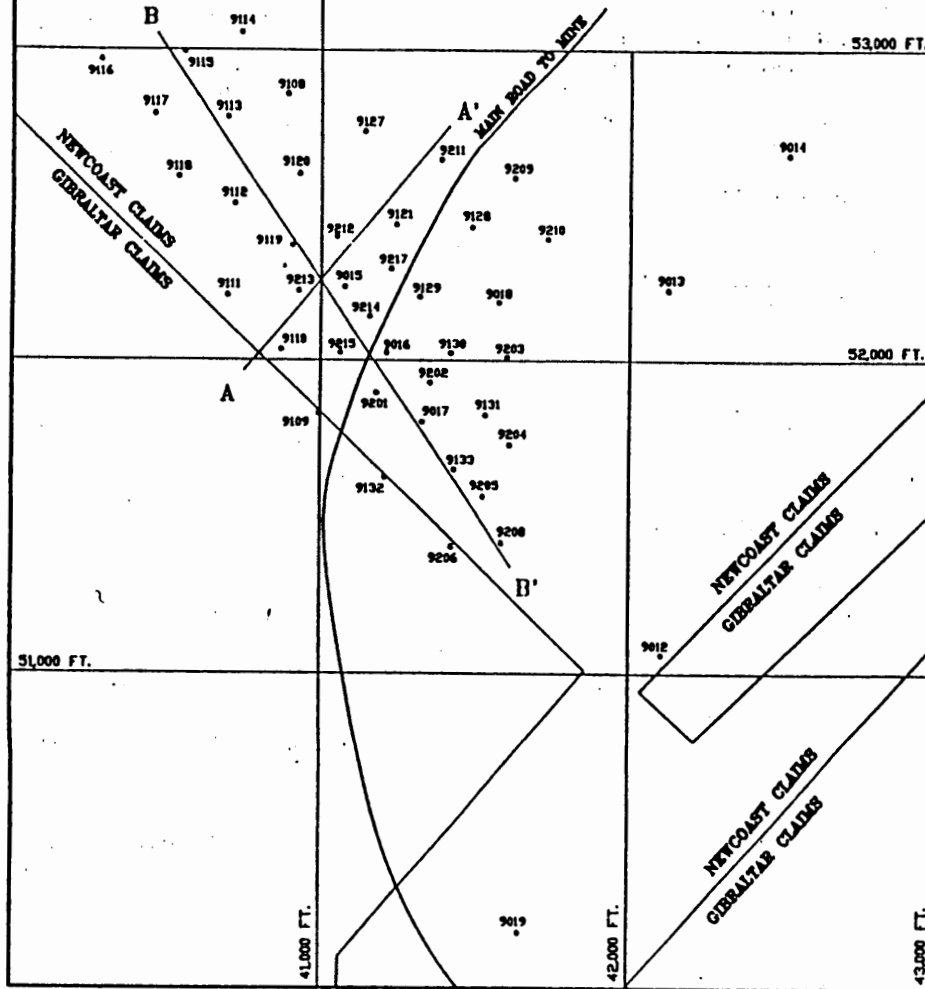 B
9114
53,000 FT.
9115
9116
9108
MAIN ROAD TO MINE
9117
9113
A'
9127
9211
9014
NEWCOAST CLAIMS
GIBRALTAR CLAIMS
9118
9120
9209
9112
9121
9128
9212
9210
9119
9217
9111
9213
9015
9129
9018
9013
9214
9110
9215
9016
9130
9203
52,000 FT.
A
9202
9201
9131
9109
9017
9204
9133
9132
9205
9208
9206
B'
NEWCOAST CLAIMS
GIBRALTAR CLAIMS
9012
51,000 FT.
NEWCOAST CLAIMS
GIBRALTAR CLAIMS
9019
41,000 FT.
42,000 FT.
43,000 FT.